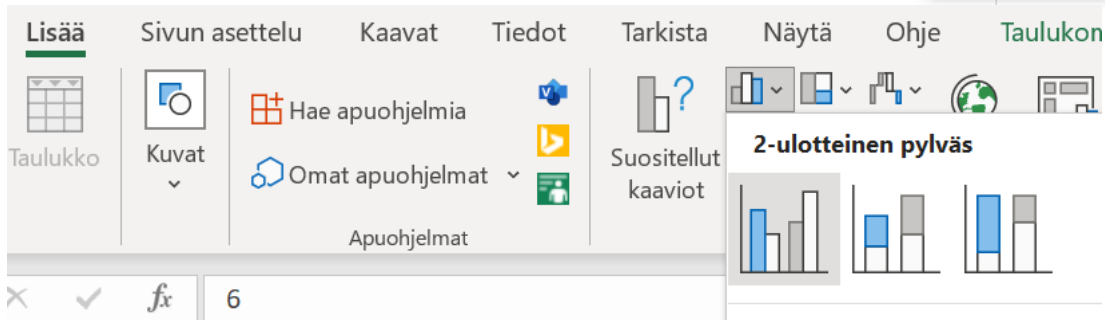 Lisää Sivun asettelu Kaavat Tiedot Tarkista Näytä Ohje Taulukon
Taulukko
Kuvat
Hae apuohjelmia
Omat apuohjelmat
Apuohjelmat
Suositellut
kaaviot
2-ulotteinen pylväs
fx 6